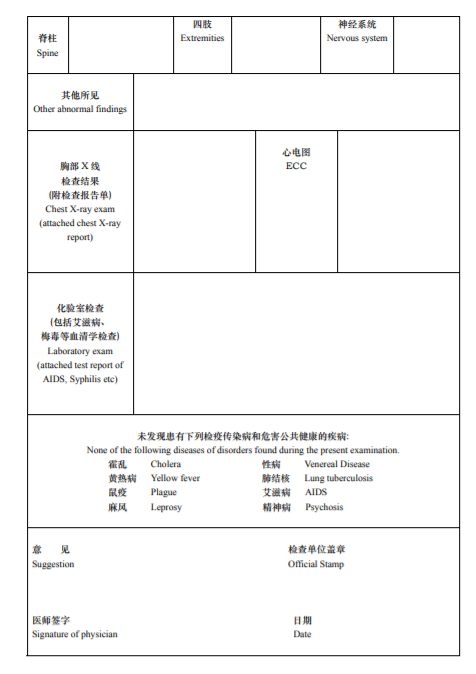 脊柱
Spine
四肢
Extremities
神经系统
Nervous system
其他所见
Other abnormal findings
胸部 X 线
检查结果
(附检查报告单)
Chest X-ray exam
(attached chest X-ray
report)
心电图
ECC
化验室检查
(包括艾滋病、
梅毒等血清学检查)
Laboratory exam
(attached test report of
AIDS, Syphilis etc)
未发现患有下列检疫传染病和危害公共健康的疾病:
None of the following diseases of disorders found during the present examination.
霍乱 Cholera 性病 Venereal Disease
黄热病 Yellow fever 肺结核 Lung tuberculosis
鼠疫 Plague 艾滋病 AIDS
麻风 Leprosy 精神病 Psychosis
意 见 检查单位盖章
Suggestion Official Stamp
医师签字 日期
Signature of physician Date